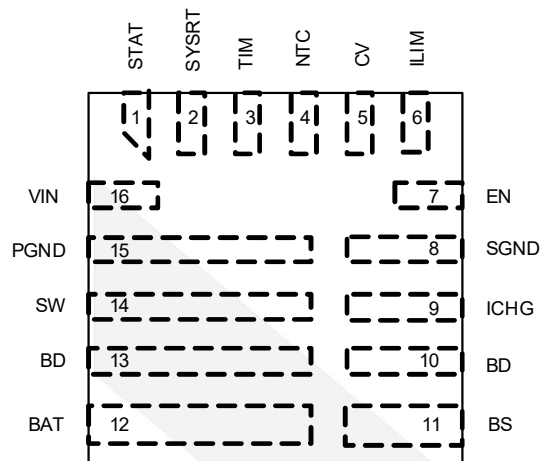 STAT SYSRT TIM NTC CV ILIM
1 2 3 4 5 6
VIN 16 7 EN
PGND 15 8 SGND
SW 14 9 ICHG
BD 13 10 BD
BAT 12 11 BS